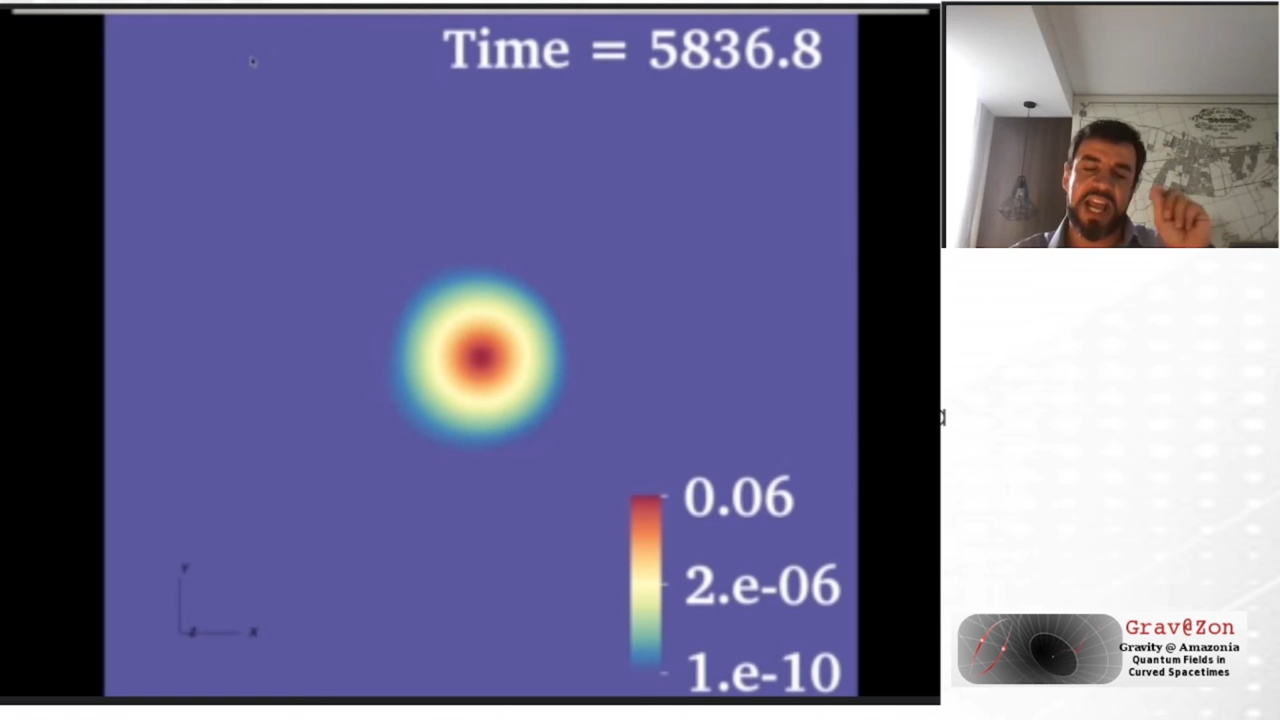 Time = 5836.8
0.06
2.e-06
1.e-10
Y
Z X
Grav@Zon
Gravity @ Amazonia
Quantum Fields in
Curved Spacetimes